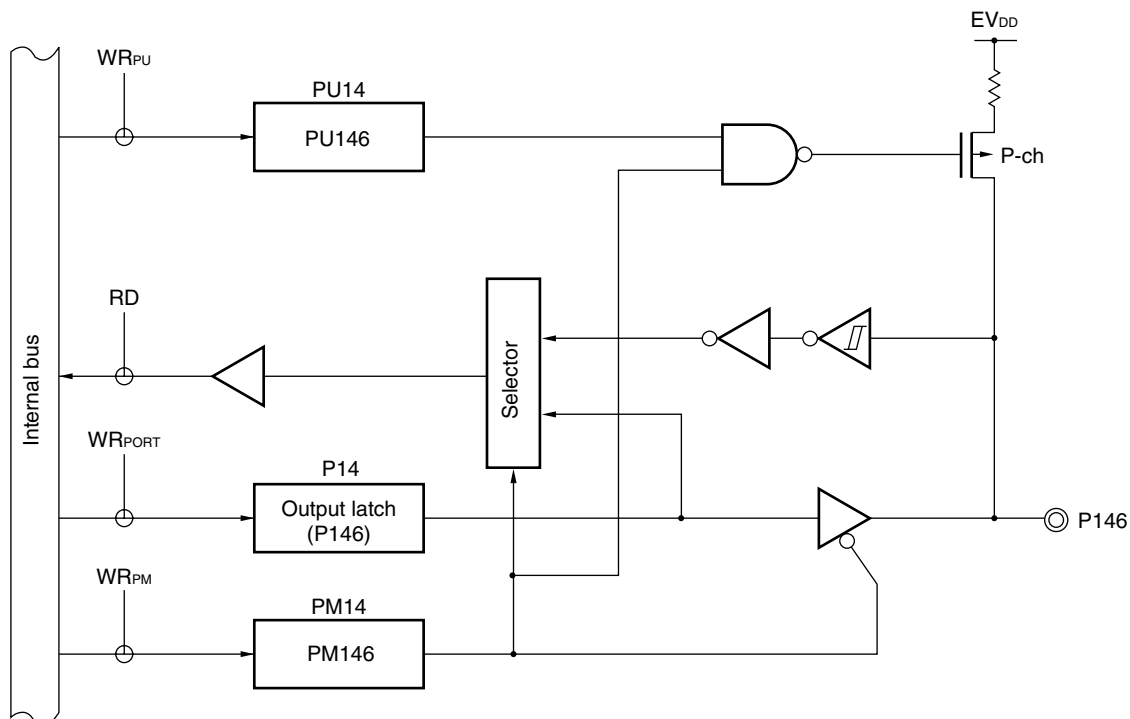 EVDD
WRPU
PU14
PU146
P-ch
RD
Selector
Internal bus
WRPORT
P14
Output latch
(P146)
P146
WRPM
PM14
PM146